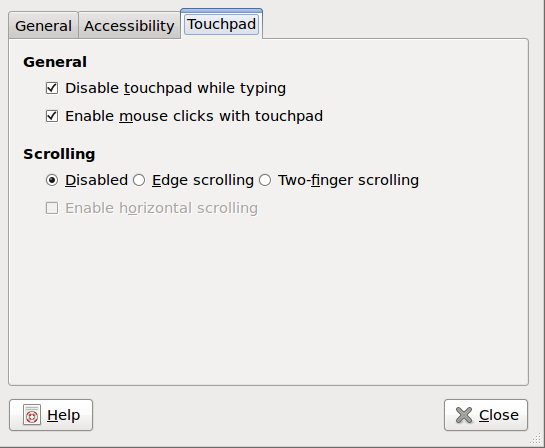 General Accessibility Touchpad
General
Disable touchpad while typing
Enable mouse clicks with touchpad
Scrolling
Disabled Edge scrolling Two-finger scrolling
Enable horizontal scrolling
Help Close